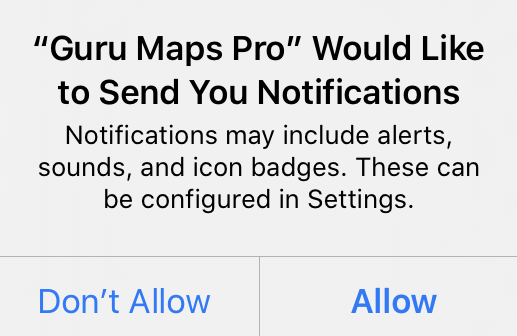 “Guru Maps Pro” Would Like
to Send You Notifications
Notifications may include alerts,
sounds, and icon badges. These can
be configured in Settings.
Don’t Allow
Allow